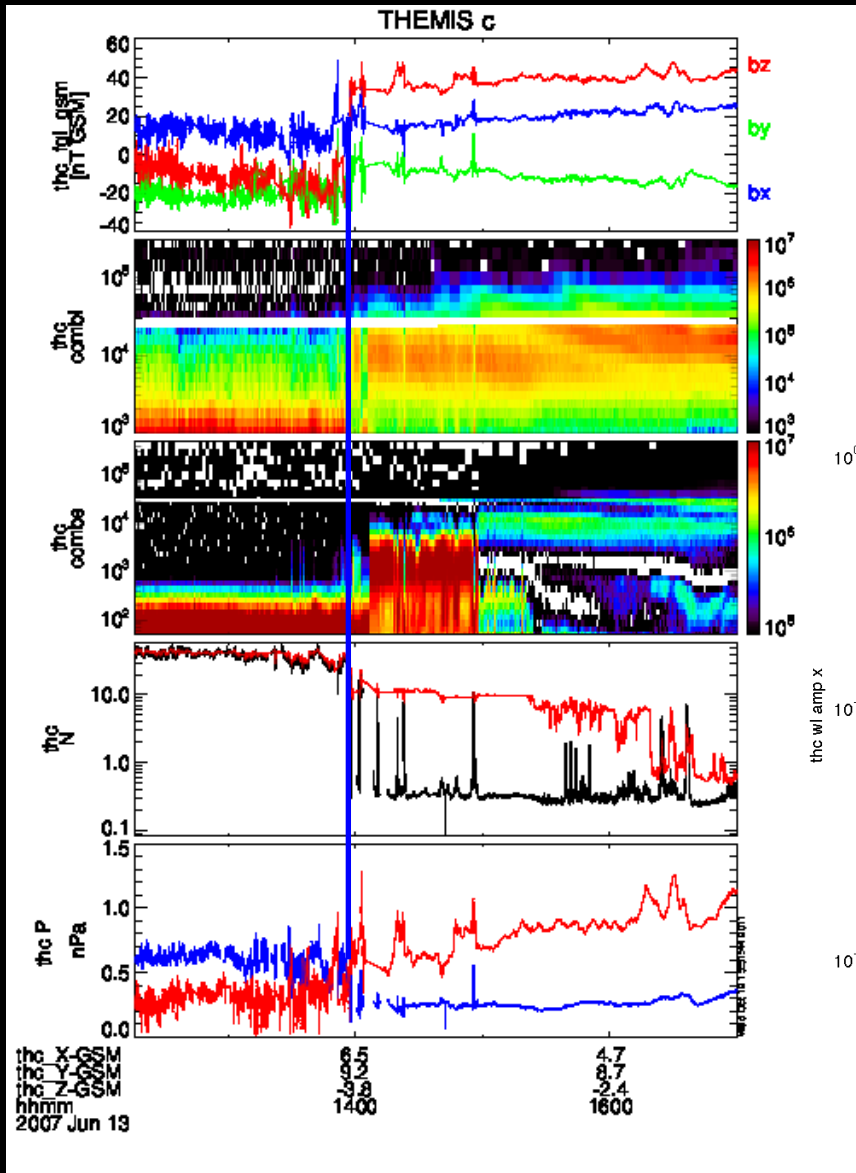 THEMIS c
thc_fgl_gsm
[nT GSM]
60
40
20
0
-20
-40
bz
by
bx
thc
combi
10⁵
10⁴
10³
10⁷
10⁶
10⁵
10⁴
10³
thc
combe
10⁵
10⁴
10³
10²
10⁷
10⁶
10⁵
thc
N
10.0
1.0
0.1
thc P
nPa
1.5
1.0
0.5
0.0
thc wl amp x
thc_X-GSM 6.5 4.7
thc_Y-GSM 9.2 8.7
thc_Z-GSM -3.8 -2.4
hhmm 1400 1600
2007 Jun 13